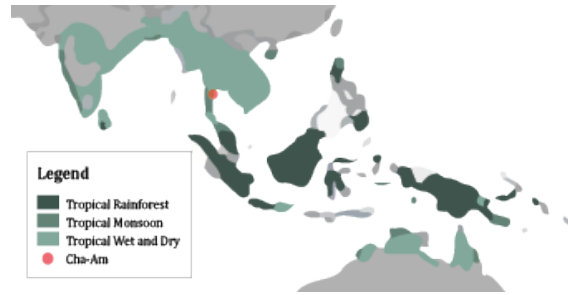 Legend
Tropical Rainforest
Tropical Monsoon
Tropical Wet and Dry
Cha-Am